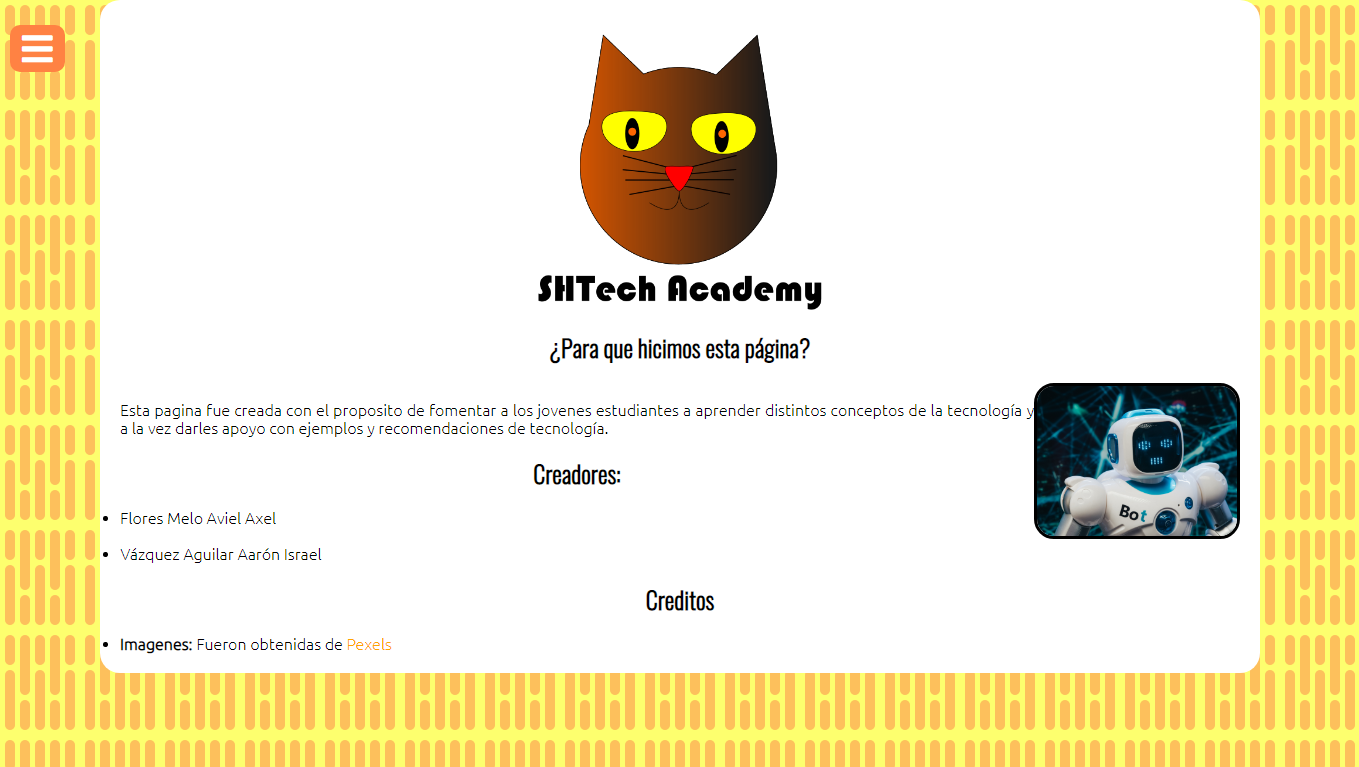 SHTech Academy
¿Para que hicimos esta página?
Esta pagina fue creada con el proposito de fomentar a los jovenes estudiantes a aprender distintos conceptos de la tecnología y
a la vez darles apoyo con ejemplos y recomendaciones de tecnología.
Bot
Creadores:
Flores Melo Aviel Axel
Vázquez Aguilar Aarón Israel
Creditos
Imagenes: Fueron obtenidas de Pexels